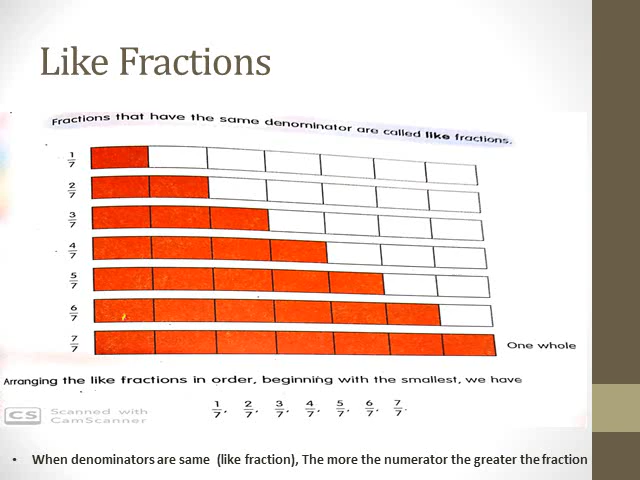 Like Fractions
Fractions that have the same denominator are called like fractions.
1/7
2/7
3/7
4/7
5/7
6/7
7/7 One whole
Arranging the like fractions in order, beginning with the smallest, we have
1/7, 2/7, 3/7, 4/7, 5/7, 6/7, 7/7.
CS Scanned with
CamScanner
• When denominators are same (like fraction), The more the numerator the greater the fraction